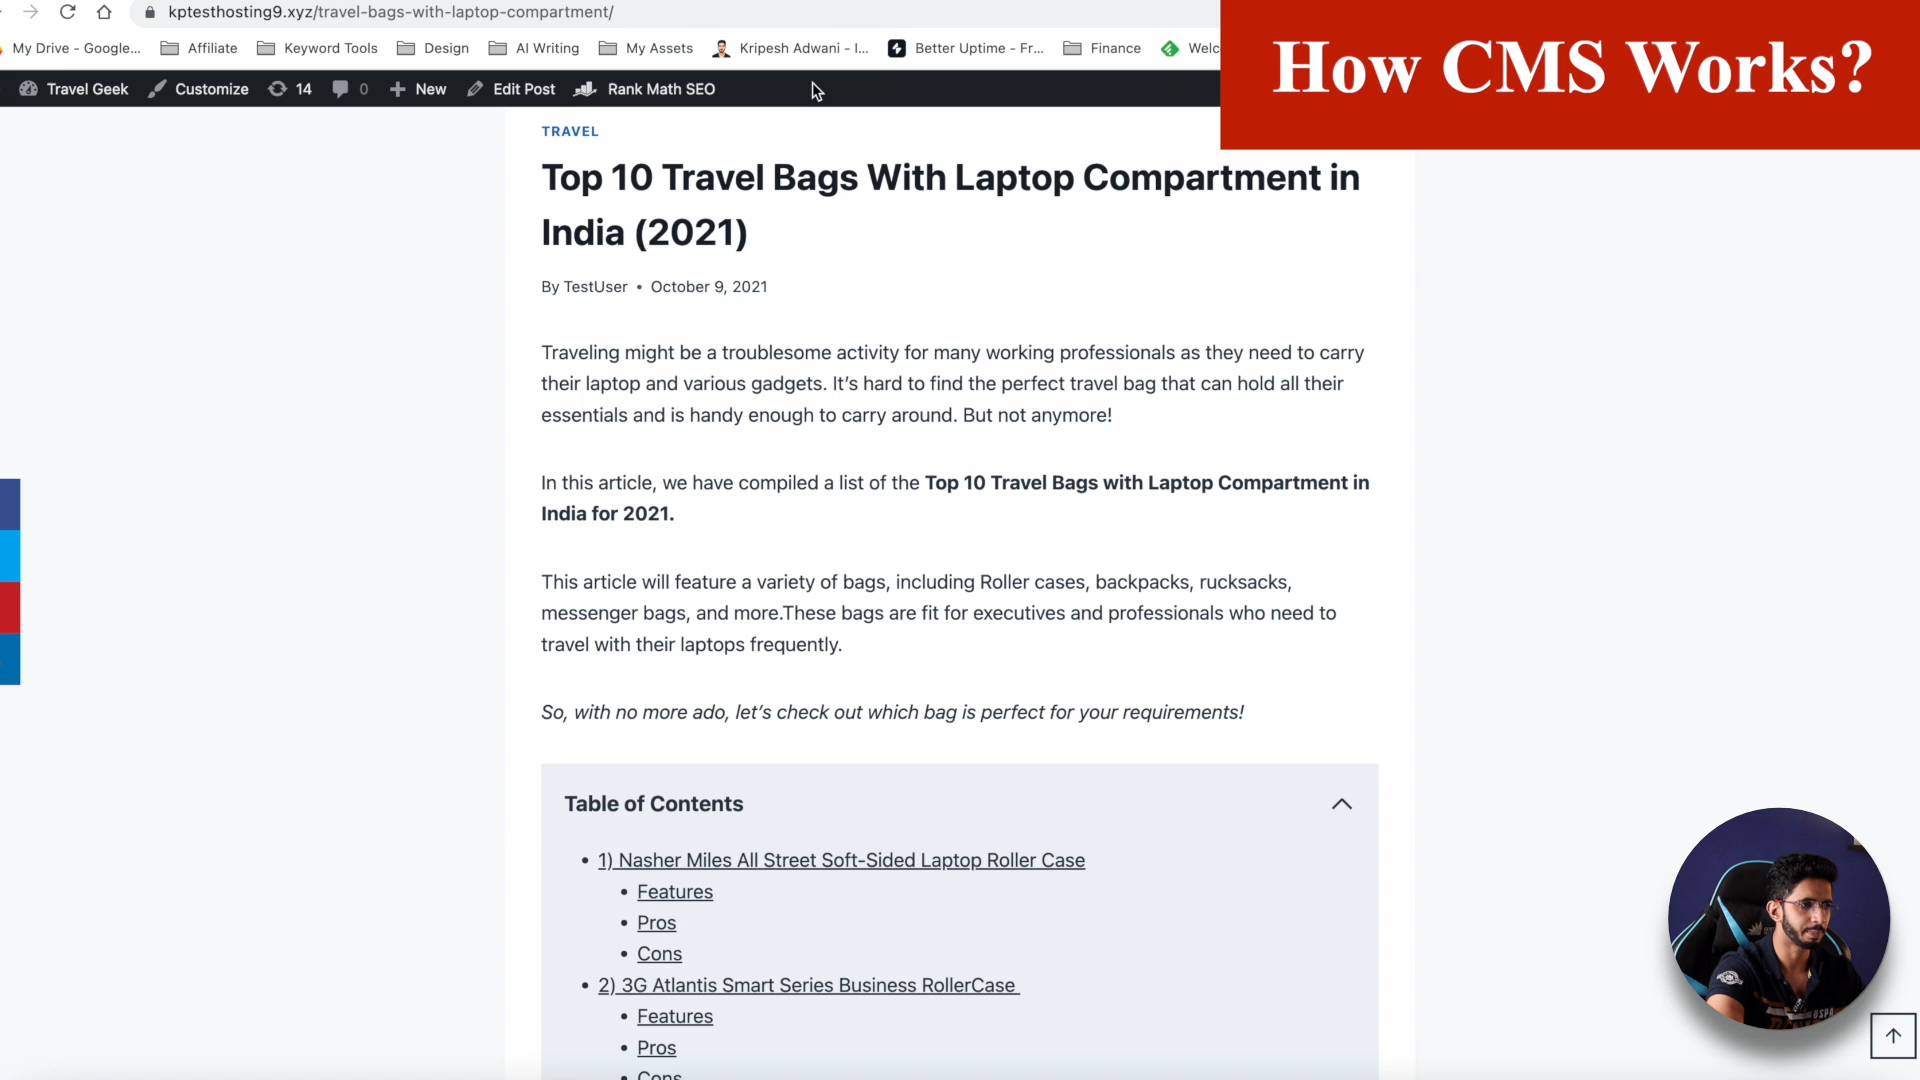 kptesthosting9.xyz/travel-bags-with-laptop-compartment/
My Drive - Google... Affiliate Keyword Tools Design AI Writing My Assets Kripesh Adwani - I... Better Uptime - Fr... Finance Welc
How CMS Works?
Travel Geek Customize 14 0 New Edit Post Rank Math SEO
TRAVEL
Top 10 Travel Bags With Laptop Compartment in
India (2021)
By TestUser • October 9, 2021
Traveling might be a troublesome activity for many working professionals as they need to carry
their laptop and various gadgets. It's hard to find the perfect travel bag that can hold all their
essentials and is handy enough to carry around. But not anymore!
In this article, we have compiled a list of the Top 10 Travel Bags with Laptop Compartment in
India for 2021.
This article will feature a variety of bags, including Roller cases, backpacks, rucksacks,
messenger bags, and more.These bags are fit for executives and professionals who need to
travel with their laptops frequently.
So, with no more ado, let's check out which bag is perfect for your requirements!
Table of Contents
• 1) Nasher Miles All Street Soft-Sided Laptop Roller Case
• Features
• Pros
• Cons
• 2) 3G Atlantis Smart Series Business RollerCase
• Features
• Pros
• Cons
USPA